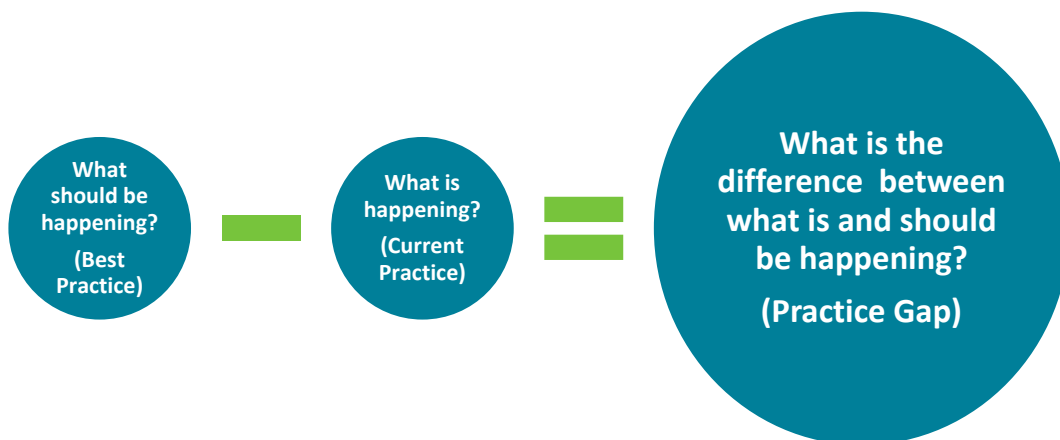 What
should be
happening?
(Best
Practice)
What is
happening?
(Current
Practice)
What is the
difference between
what is and should
be happening?
(Practice Gap)